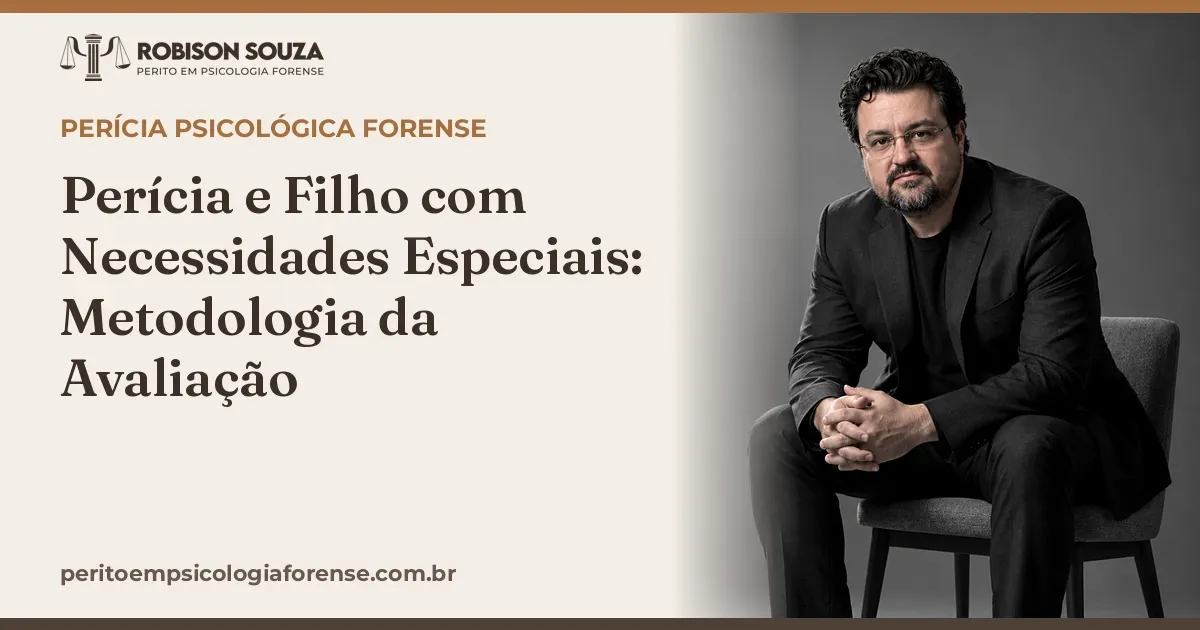 ROBISON SOUZA
PERITO EM PSICOLOGIA FORENSE
PERÍCIA PSICOLÓGICA FORENSE
Perícia e Filho com
Necessidades Especiais:
Metodologia da
Avaliação
peritoempsicologiaforense.com.br